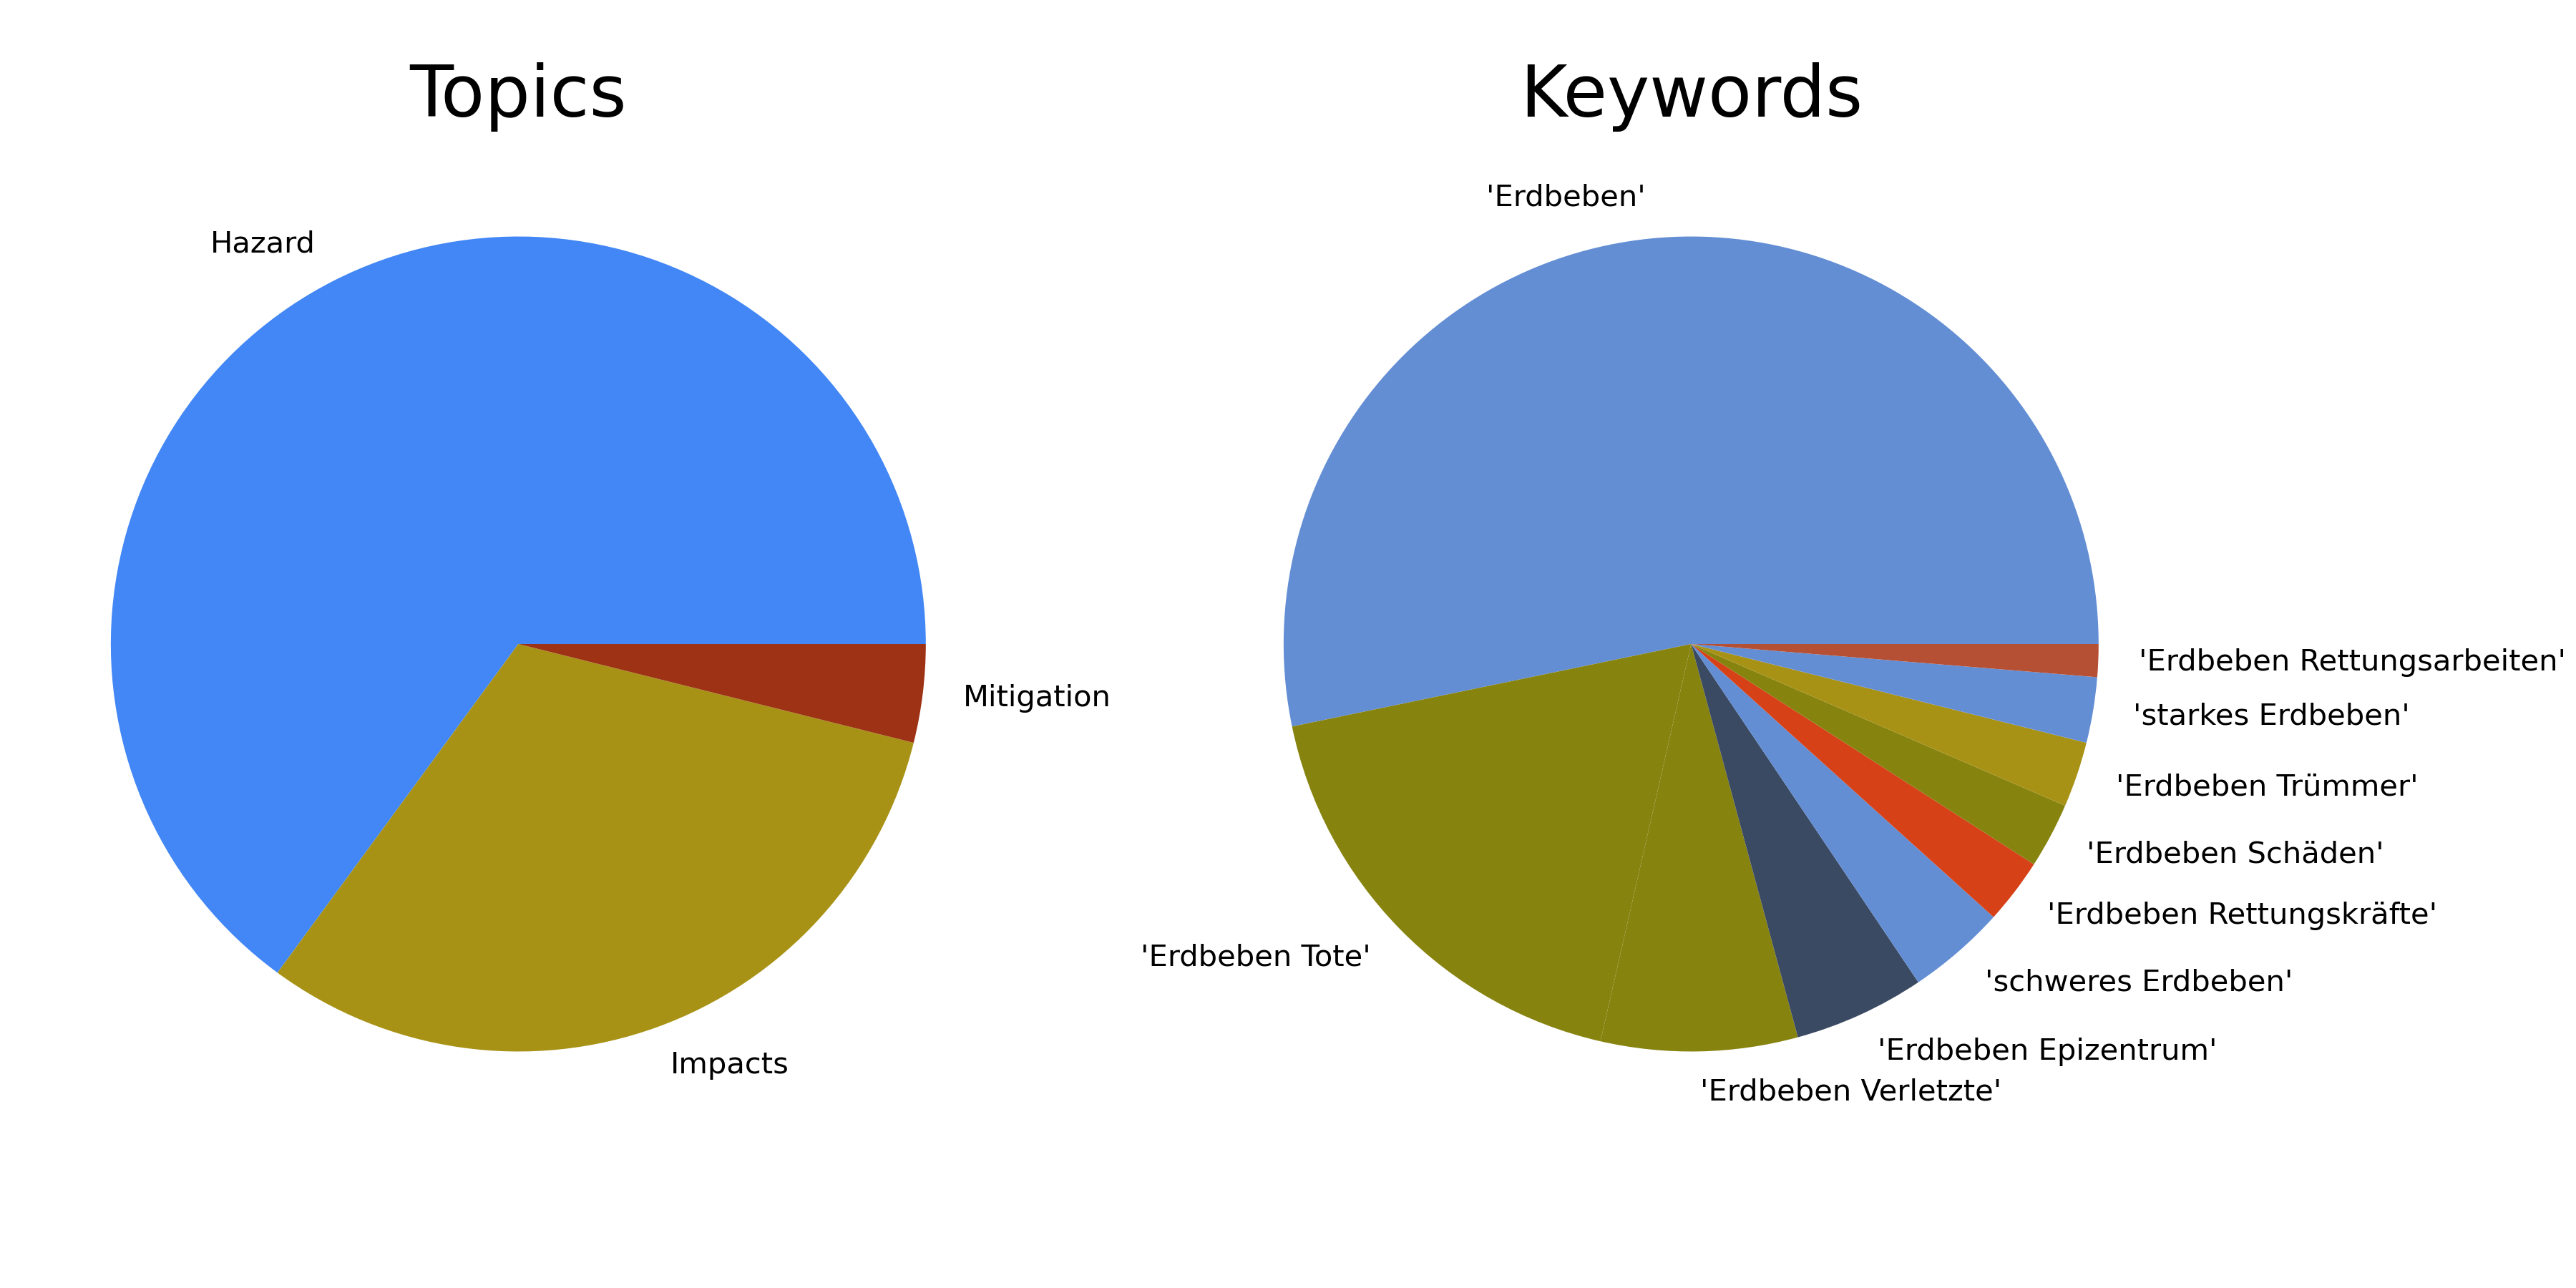 Topics
Hazard
Mitigation
Impacts
Keywords
'Erdbeben'
'Erdbeben Rettungsarbeiten'
'starkes Erdbeben'
'Erdbeben Trümmer'
'Erdbeben Schäden'
'Erdbeben Rettungskräfte'
'Erdbeben Tote'
'schweres Erdbeben'
'Erdbeben Epizentrum'
'Erdbeben Verletzte'